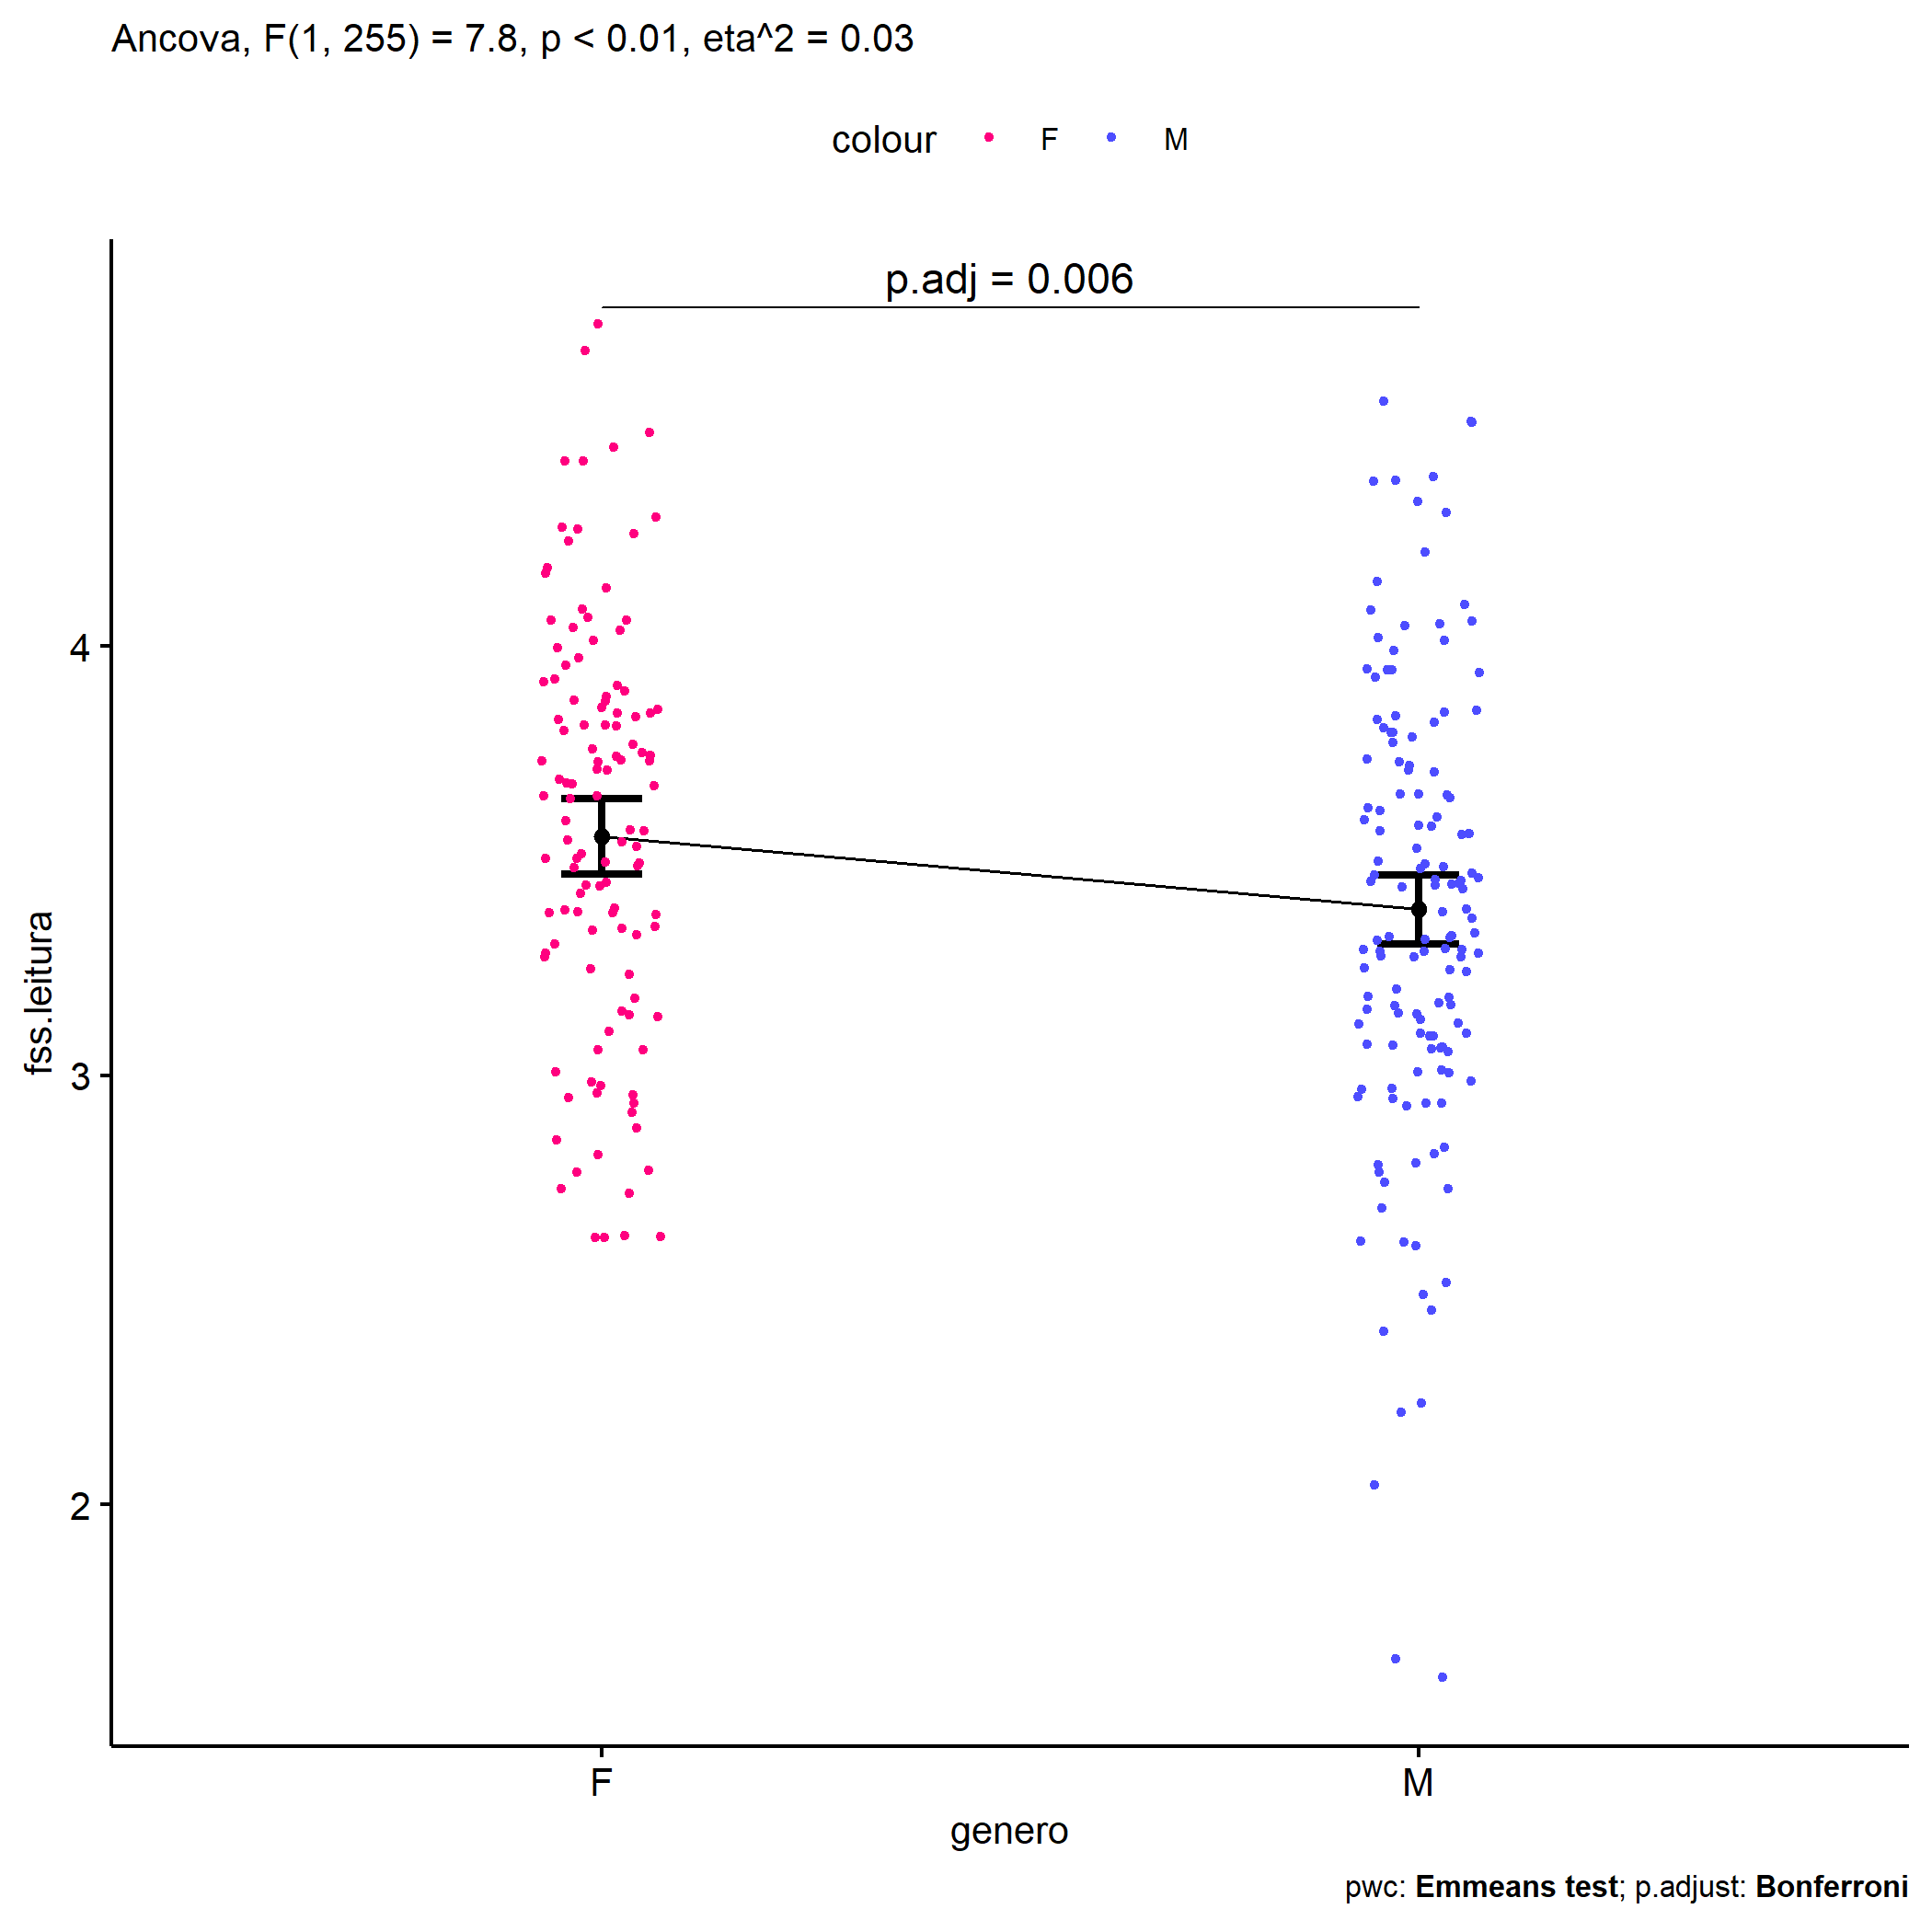 Ancova, F(1, 255) = 7.8, p < 0.01, eta^2 = 0.03
colour F M
p.adj = 0.006
4
3
2
fss.leitura
F M
genero
pwc: Emmeans test; p.adjust: Bonferroni